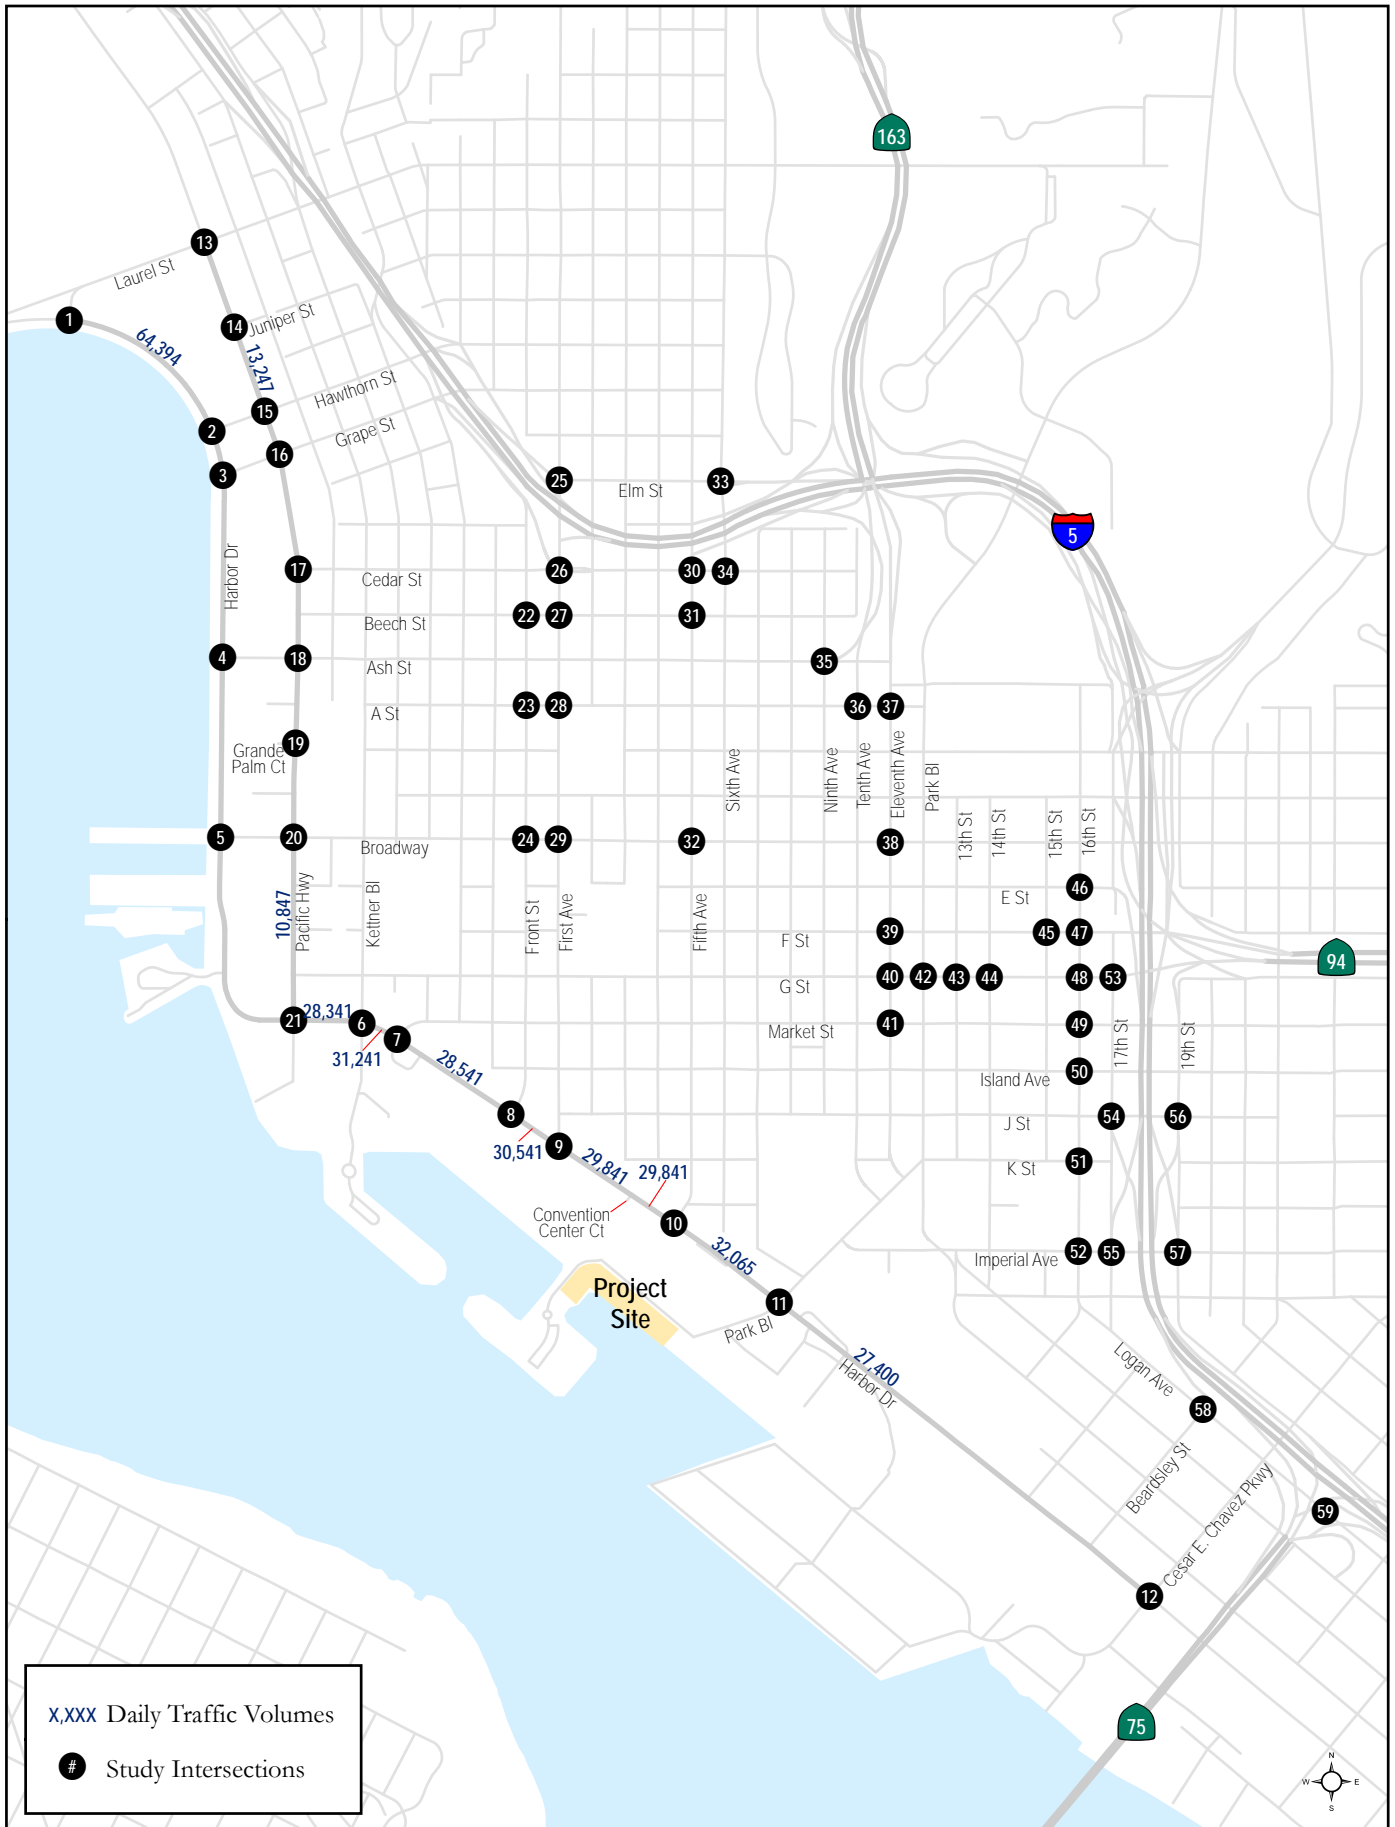 163
13
Laurel St
1
14
Juniper St
64,394
13,247
Hawthorn St
15
2
Grape St
16
3
25
Elm St
33
5
Harbor Dr
17
Cedar St
26
30
34
22
27
31
Beech St
4
18
Ash St
35
A St
23
28
36
37
19
Grande
Palm Ct
Sixth Ave
Ninth Ave
Tenth Ave
Eleventh Ave
Park Bl
13th St
14th St
15th St
16th St
5
20
Broadway
24
29
32
38
10,847
Pacific Hwy
Kettner Bl
Front St
First Ave
Fifth Ave
E St
46
F St
39
45
47
94
G St
40
42
43
44
48
53
21
28,341
6
31,241
7
Market St
41
49
17th St
19th St
28,541
Island Ave
50
8
J St
54
56
30,541
9
29,841
29,841
K St
51
Convention
Center Ct
10
32,065
Imperial Ave
52
55
57
Project
Site
11
Park Bl
27,400
Harbor Dr
Logan Ave
58
Beardsley St
Cesar E. Chavez Pkwy
59
12
75
X,XXX Daily Traffic Volumes
# Study Intersections
N
W
E
S